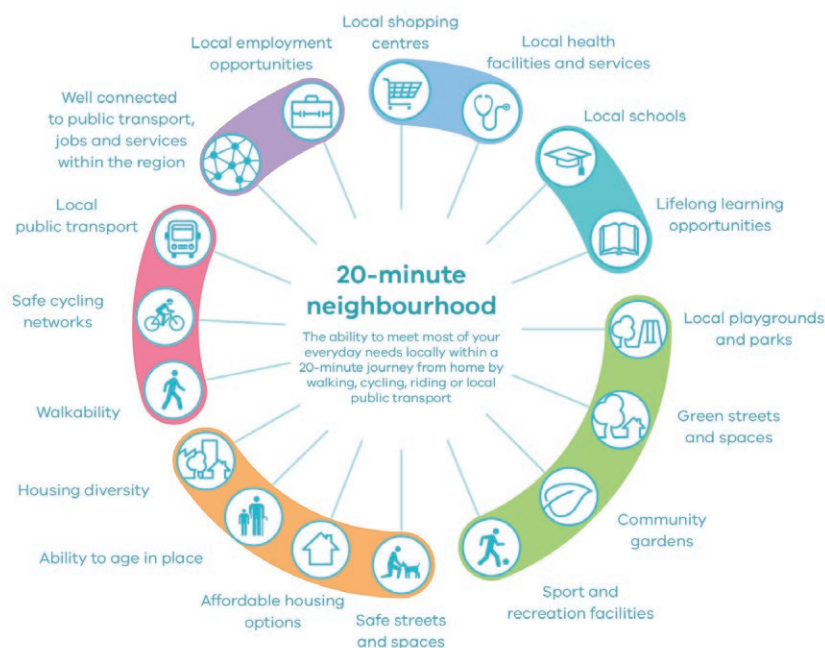 Local shopping
centres
Local health
facilities and services
Local schools
Lifelong learning
opportunities
Local playgrounds
and parks
Green streets
and spaces
Community
gardens
Sport and
recreation facilities
Safe streets
and spaces
Affordable housing
options
Ability to age in place
Housing diversity
Walkability
Safe cycling
networks
Local
public transport
Well connected
to public transport,
jobs and services
within the region
Local employment
opportunities
20-minute
neighbourhood
The ability to meet most of your
everyday needs locally within a
20-minute journey from home by
walking, cycling, riding or local
public transport